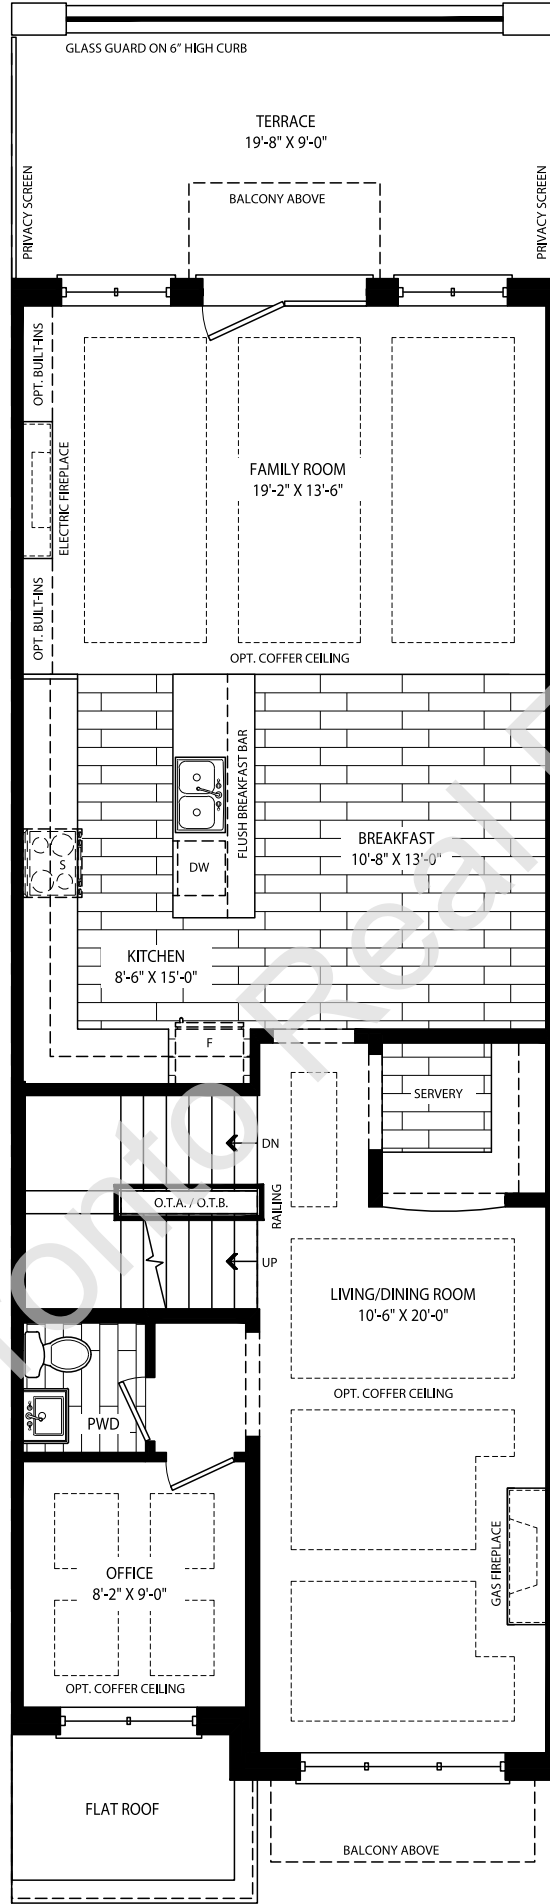 GLASS GUARD ON 6" HIGH CURB
TERRACE
19'-8" X 9'-0"
PRIVACY SCREEN
PRIVACY SCREEN
BALCONY ABOVE
OPT. BUILT-INS
ELECTRIC FIREPLACE
FAMILY ROOM
19'-2" X 13'-6"
OPT. BUILT-INS
OPT. COFFER CEILING
FLUSH BREAKFAST BAR
S
DW
BREAKFAST
10'-8" X 13'-0"
KITCHEN
8'-6" X 15'-0"
F
SERVERY
DN
O.T.A. / O.T.B.
RAILING
UP
LIVING/DINING ROOM
10'-6" X 20'-0"
OPT. COFFER CEILING
PWD
GAS FIREPLACE
OFFICE
8'-2" X 9'-0"
OPT. COFFER CEILING
FLAT ROOF
BALCONY ABOVE
onto Real